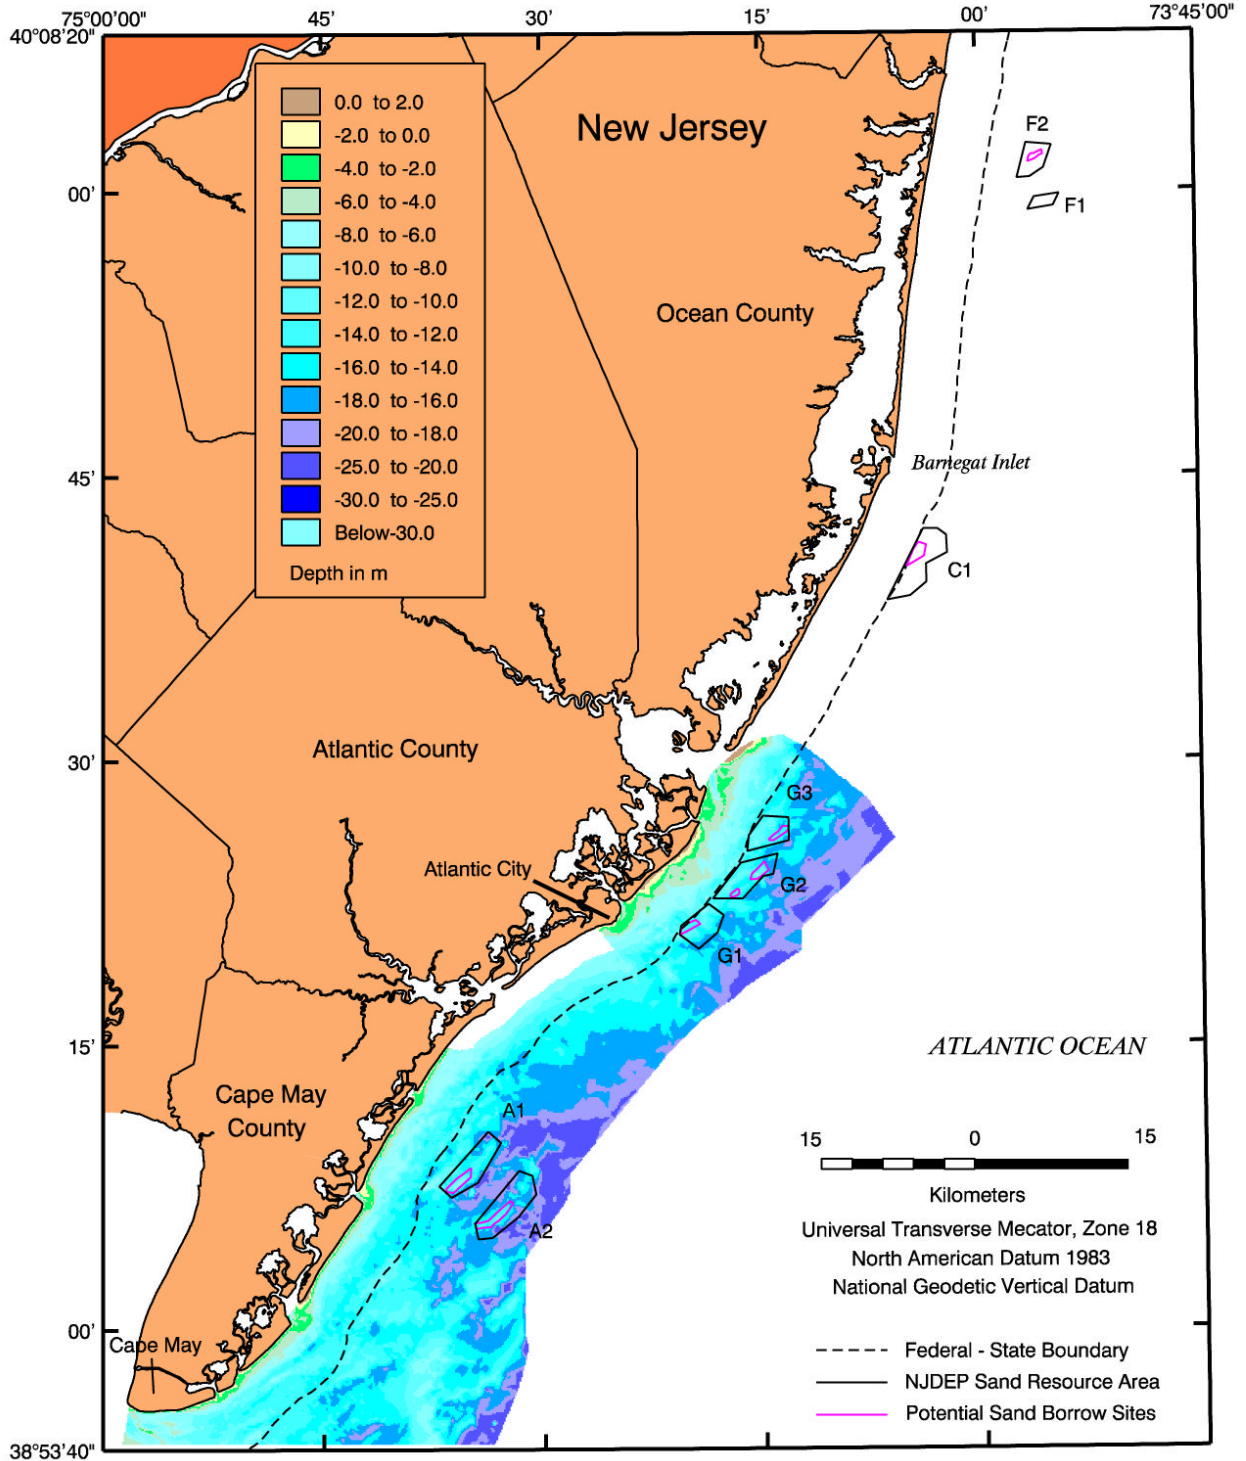 75°00'00" 45' 30' 15' 00' 73°45'00"
40°08'20"
New Jersey
0.0 to 2.0
-2.0 to 0.0
-4.0 to -2.0
-6.0 to -4.0
-8.0 to -6.0
-10.0 to -8.0
-12.0 to -10.0
-14.0 to -12.0
-16.0 to -14.0
-18.0 to -16.0
-20.0 to -18.0
-25.0 to -20.0
-30.0 to -25.0
Below-30.0
Depth in m
F2
00'
F1
Ocean County
Barnegat Inlet
45'
C1
Atlantic County
30'
G3
Atlantic City
G2
G1
15'
ATLANTIC OCEAN
Cape May
County
A1
A2
15 0 15
Kilometers
Universal Transverse Mecator, Zone 18
North American Datum 1983
National Geodetic Vertical Datum
00'
Cape May
Federal - State Boundary
NJDEP Sand Resource Area
Potential Sand Borrow Sites
38°53'40"